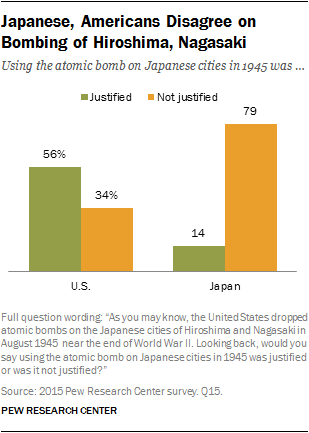 Japanese, Americans Disagree on
Bombing of Hiroshima, Nagasaki
Using the atomic bomb on Japanese cities in 1945 was ...
Justified Not justified
79
56%
34%
14
U.S. Japan
Full question wording: “As you may know, the United States dropped
atomic bombs on the Japanese cities of Hiroshima and Nagasaki in
August 1945 near the end of World War II. Looking back, would you
say using the atomic bomb on Japanese cities in 1945 was justified
or was it not justified?”
Source: 2015 Pew Research Center survey. Q15.
PEW RESEARCH CENTER